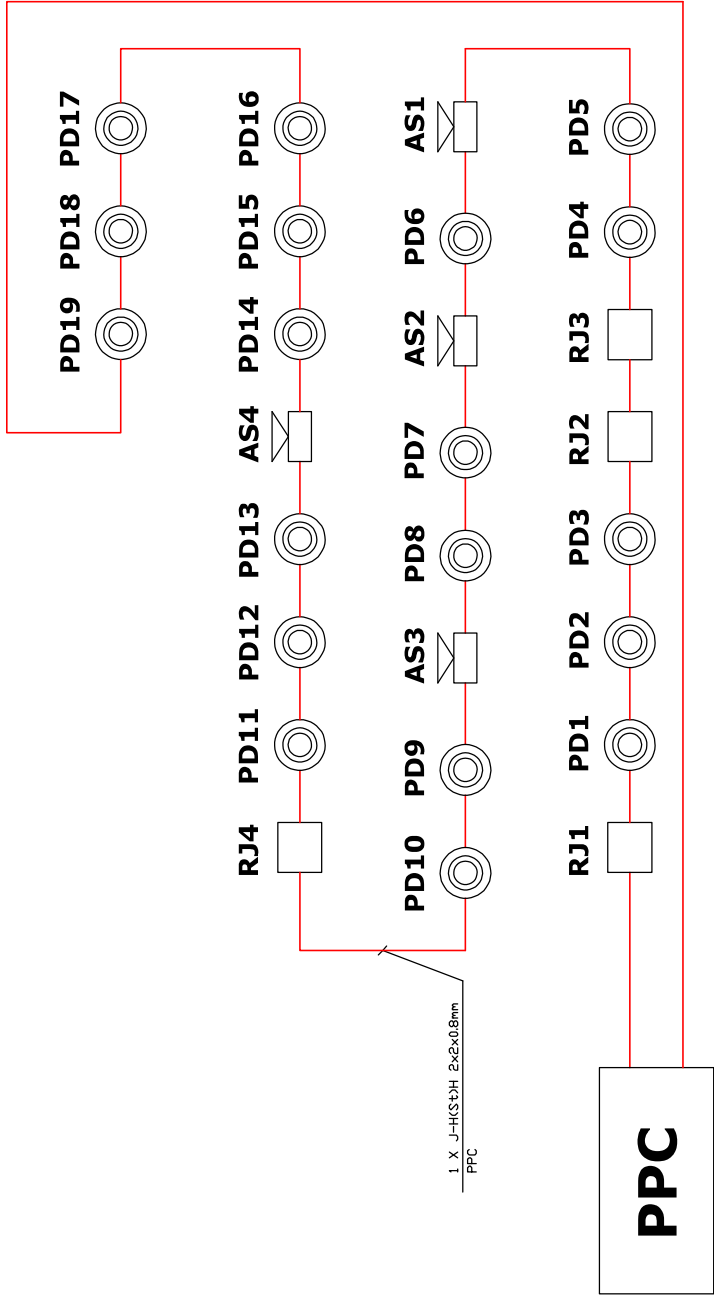 PD19
PD18
PD17
RJ4
PD11
PD12
PD13
AS4
PD14
PD15
PD16
PD10
PD9
AS3
PD8
PD7
AS2
PD6
AS1
1 X J-H(St)H 2x2x0.8mm
PPC
RJ1
PD1
PD2
PD3
RJ2
RJ3
PD4
PD5
PPC